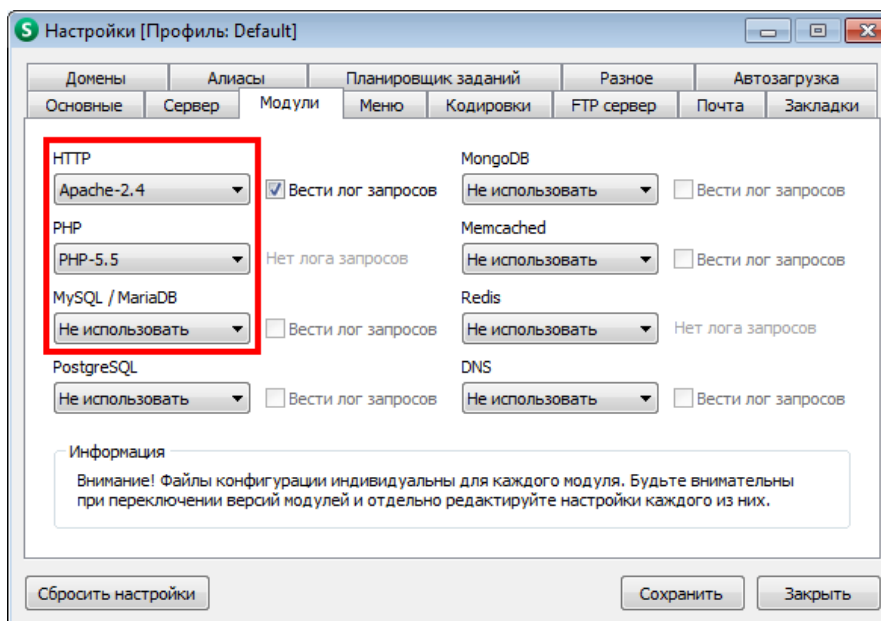 Настройки [Профиль: Default]
Домены Алиасы Планировщик заданий Разное Автозагрузка
Основные Сервер Модули Меню Кодировки FTP сервер Почта Закладки
HTTP MongoDB
Apache-2.4 Вести лог запросов Не использовать Вести лог запросов
PHP Memcached
PHP-5.5 Нет лога запросов Не использовать Вести лог запросов
MySQL / MariaDB Redis
Не использовать Вести лог запросов Не использовать Нет лога запросов
PostgreSQL DNS
Не использовать Вести лог запросов Не использовать Вести лог запросов
Информация
Внимание! Файлы конфигурации индивидуальны для каждого модуля. Будьте внимательны
при переключении версий модулей и отдельно редактируйте настройки каждого из них.
Сбросить настройки Сохранить Закрыть